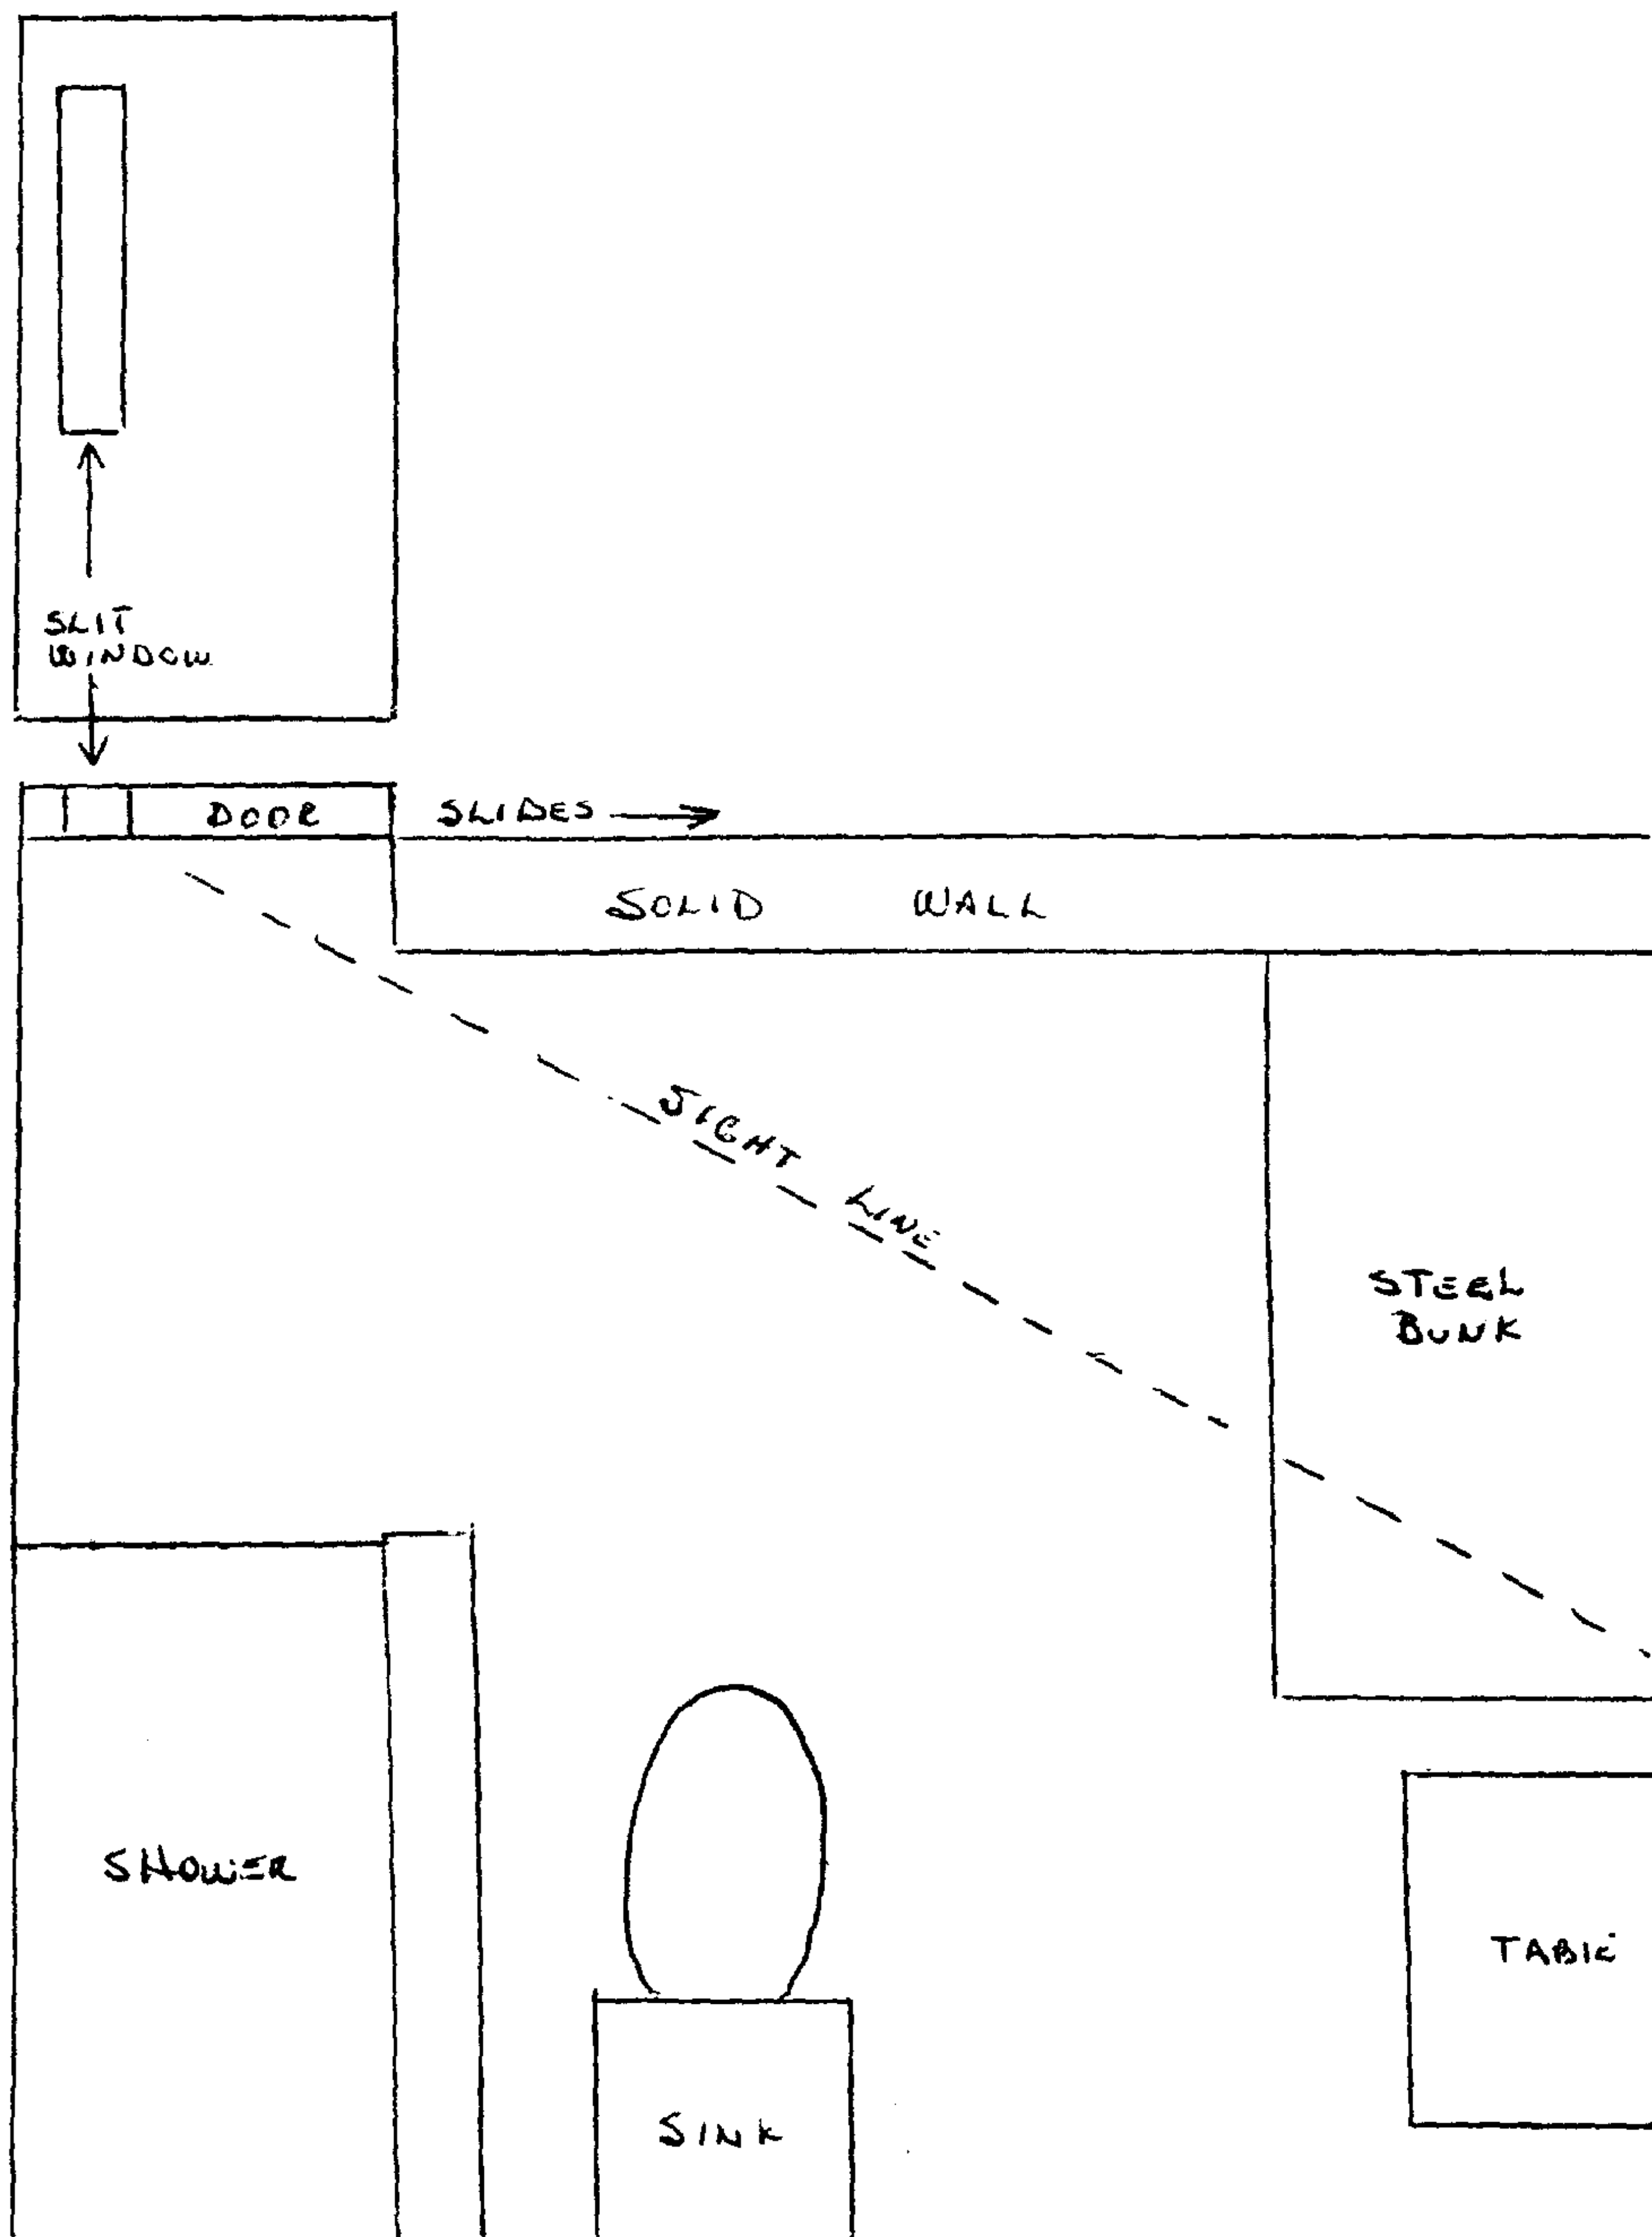 SLIT
WINDOW
DOOR SLIDES
SOLID WALL
SIGHT LINE
STEEL
BUNK
SHOWER
TABLE
SINK